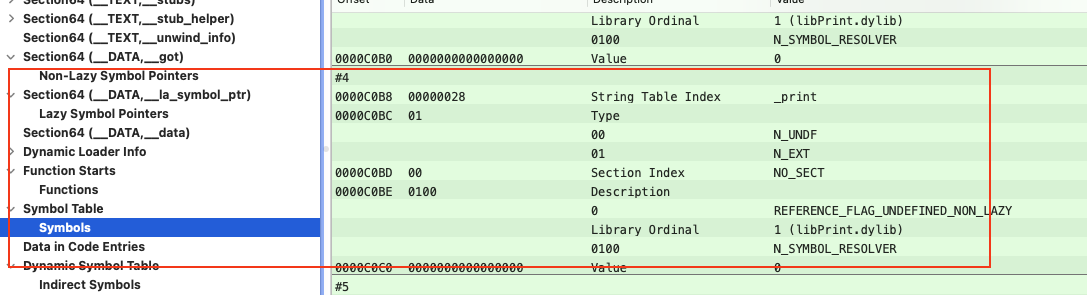 Section64 (__TEXT,__stubs)
Section64 (__TEXT,__stub_helper)
Section64 (__TEXT,__unwind_info)
Section64 (__DATA,__got)
Non-Lazy Symbol Pointers
Section64 (__DATA,__la_symbol_ptr)
Lazy Symbol Pointers
Section64 (__DATA,__data)
Dynamic Loader Info
Function Starts
Functions
Symbol Table
Symbols
Data in Code Entries
Dynamic Symbol Table
Indirect Symbols
Offset Data Description Value
Library Ordinal 1 (libPrint.dylib)
0100 N_SYMBOL_RESOLVER
0000C0B0 0000000000000000 Value 0
#4
0000C0B8 00000028 String Table Index _print
0000C0BC 01 Type
00 N_UNDF
01 N_EXT
0000C0BD 00 Section Index NO_SECT
0000C0BE 0100 Description
0 REFERENCE_FLAG_UNDEFINED_NON_LAZY
Library Ordinal 1 (libPrint.dylib)
0100 N_SYMBOL_RESOLVER
0000C0C0 0000000000000000 Value 0
#5